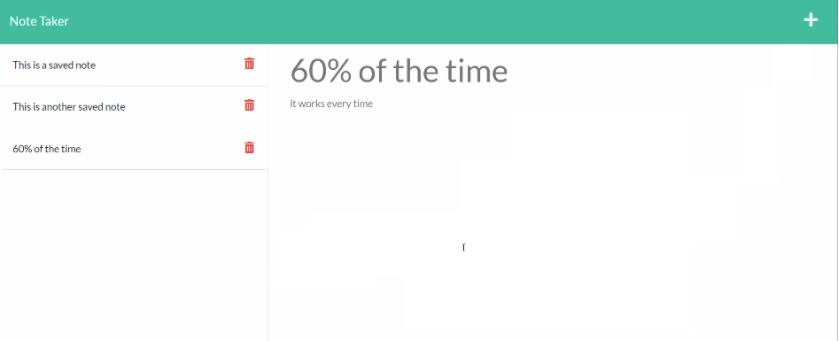 Note Taker
This is a saved note
This is another saved note
60% of the time
60% of the time
it works every time